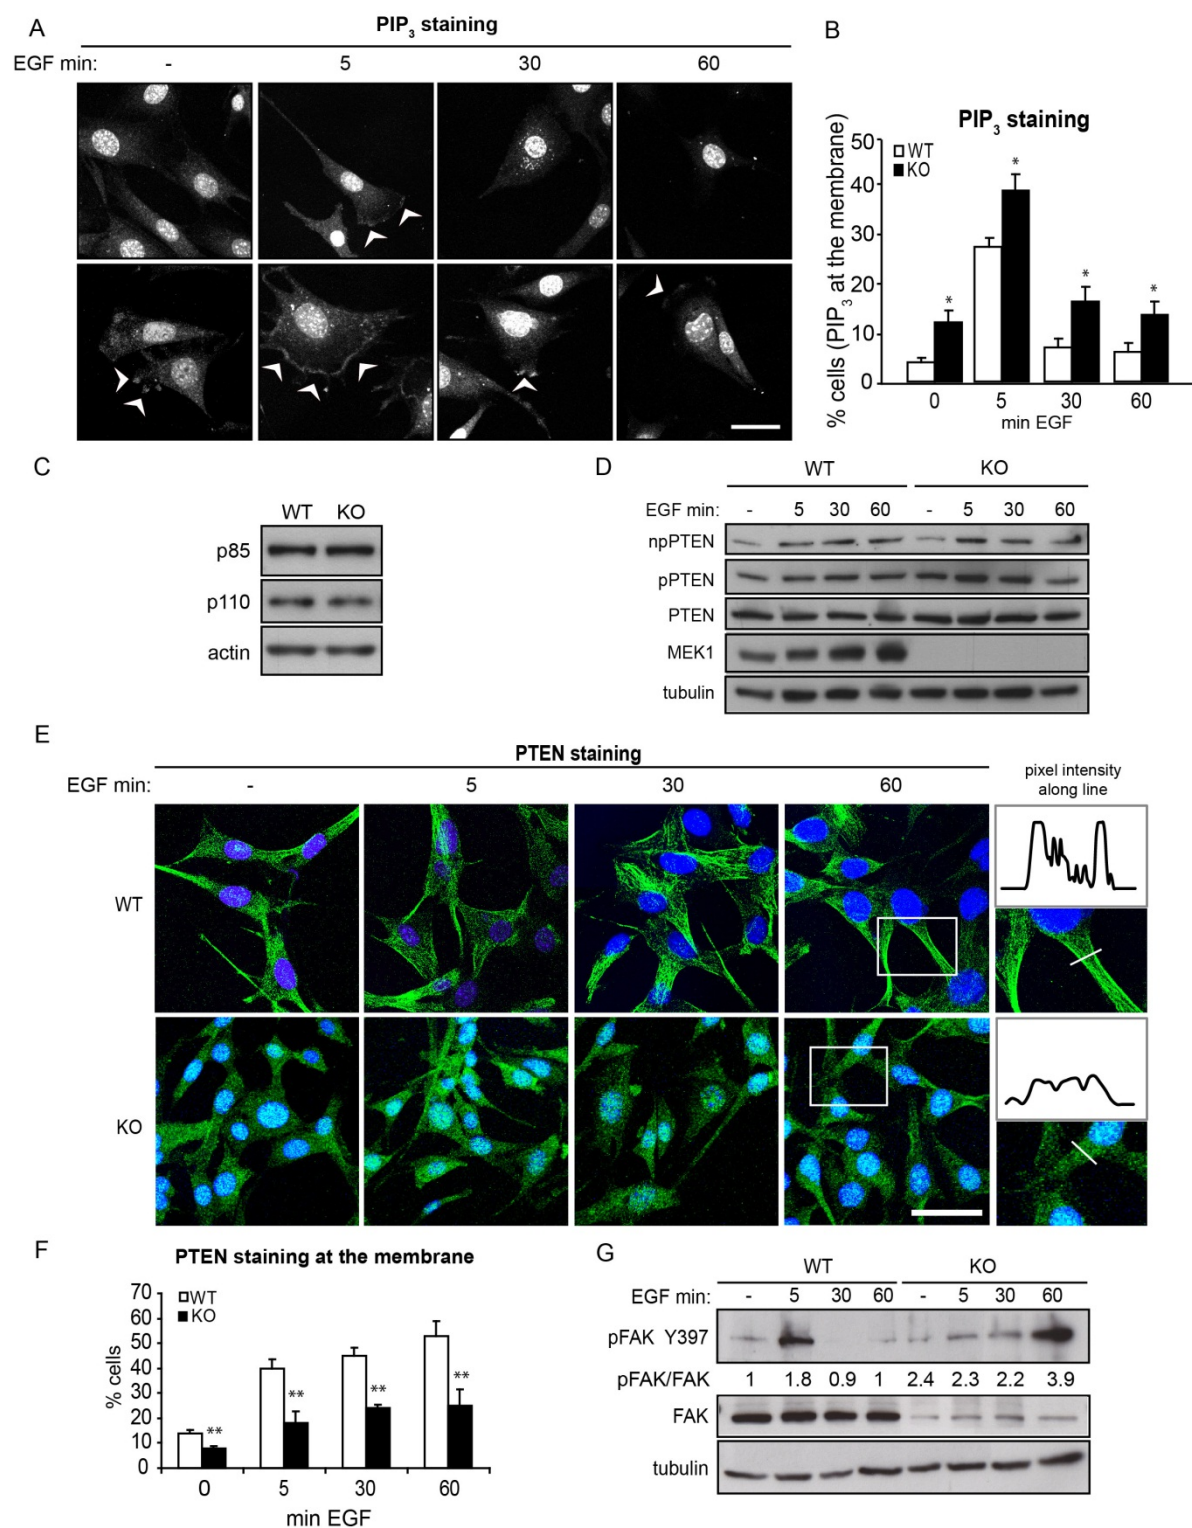 A
PIP3 staining
EGF min: - 5 30 60
B
PIP3 staining
WT
KO
% cells (PIP3 at the membrane)
50
40
30
20
10
0
* * * *
0 5 30 60
min EGF
C
WT KO
p85
p110
actin
D
WT KO
EGF min: - 5 30 60 - 5 30 60
npPTEN
pPTEN
PTEN
MEK1
tubulin
E
PTEN staining
EGF min: - 5 30 60
pixel intensity
along line
WT
KO
F
PTEN staining at the membrane
WT
KO
% cells
70
60
50
40
30
20
10
0
** ** ** **
0 5 30 60
min EGF
G
WT KO
EGF min: - 5 30 60 - 5 30 60
pFAK Y397
pFAK/FAK 1 1.8 0.9 1 2.4 2.3 2.2 3.9
FAK
tubulin